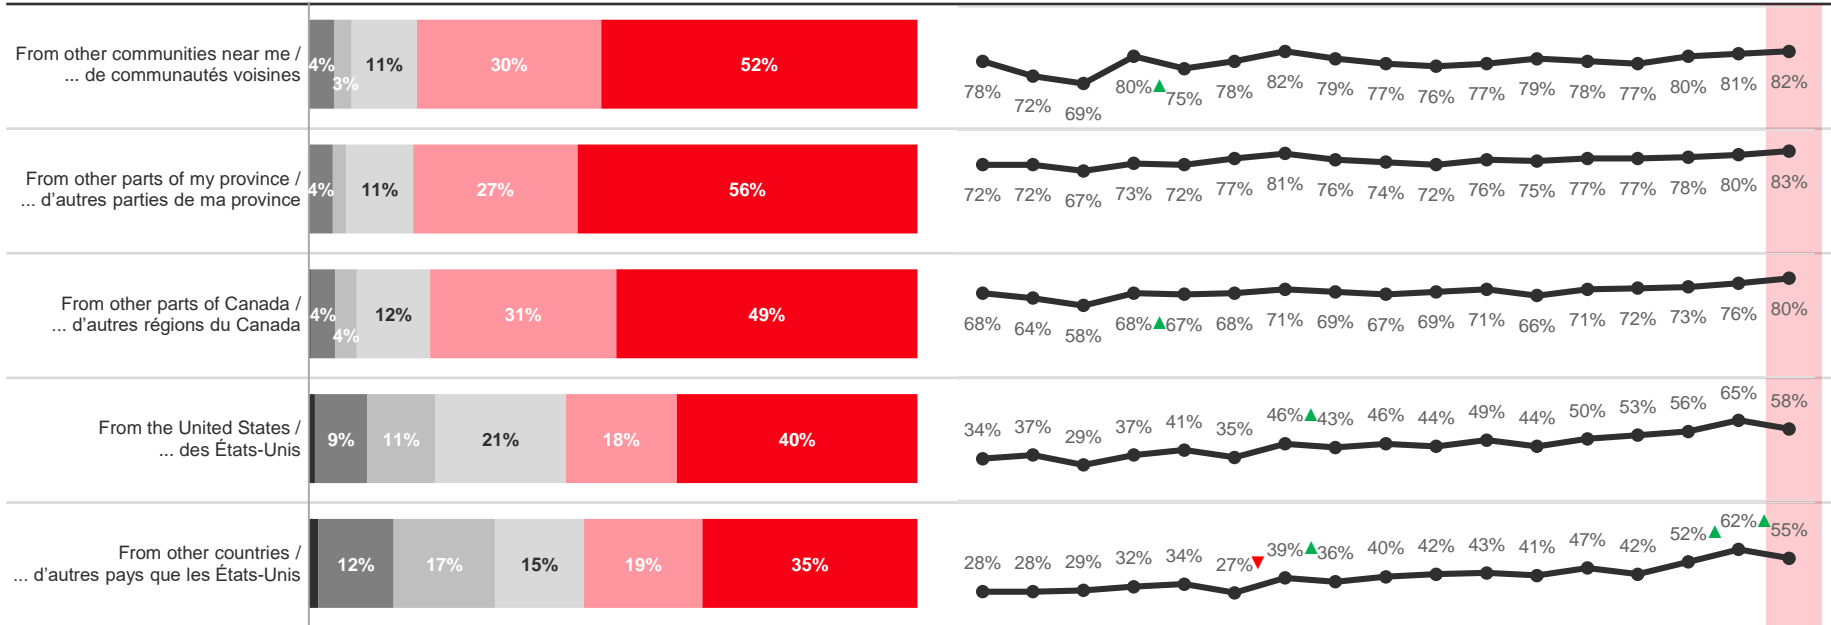 From other communities near me /
... de communautés voisines
4%
3%
11%
30%
52%
78% 72% 69% 80% 75% 78% 82% 79% 77% 76% 77% 79% 78% 77% 80% 81% 82%
From other parts of my province /
... d'autres parties de ma province
4%
11%
27%
56%
72% 72% 67% 73% 72% 77% 81% 76% 74% 72% 76% 75% 77% 77% 78% 80% 83%
From other parts of Canada /
... d'autres régions du Canada
4%
4%
12%
31%
49%
68% 64% 58% 68% 67% 68% 71% 69% 67% 69% 71% 66% 71% 72% 73% 76% 80%
From the United States /
... des États-Unis
9%
11%
21%
18%
40%
34% 37% 29% 37% 41% 35% 46% 43% 46% 44% 49% 44% 50% 53% 56% 65% 58%
From other countries /
... d'autres pays que les États-Unis
12%
17%
15%
19%
35%
28% 28% 29% 32% 34% 27% 39% 36% 40% 42% 43% 41% 47% 42% 52% 62% 55%